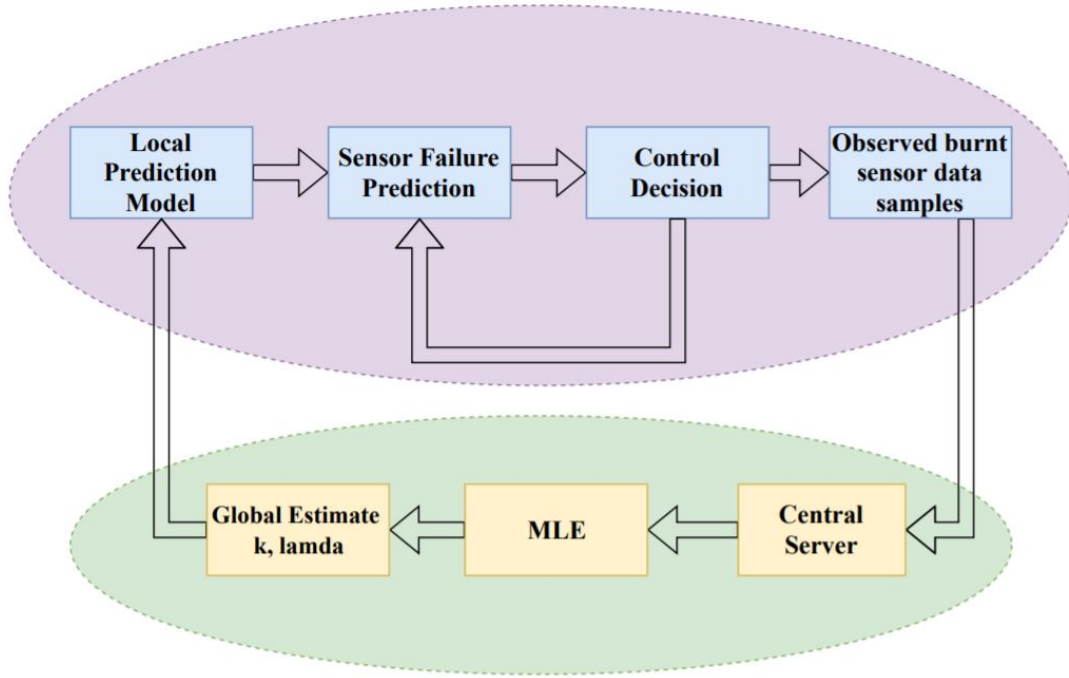 Local
Prediction
Model
Sensor Failure
Prediction
Control
Decision
Observed burnt
sensor data
samples
Global Estimate
k, lamda
MLE
Central
Server